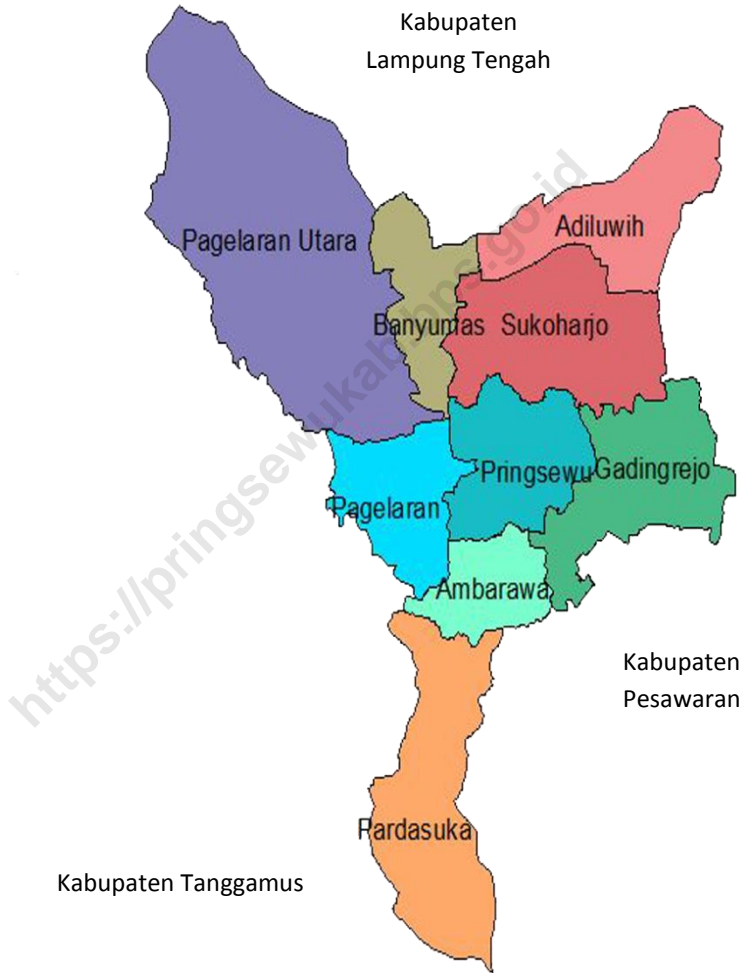 Kabupaten
Lampung Tengah
Adiluwih
Pagelaran Utara
Banyumas
Sukoharjo
Pringsewu
Gadingrejo
Pagelaran
Ambarawa
Kabupaten
Pesawaran
Pardasuka
Kabupaten Tanggamus
https://pringsewukab.bps.go.id